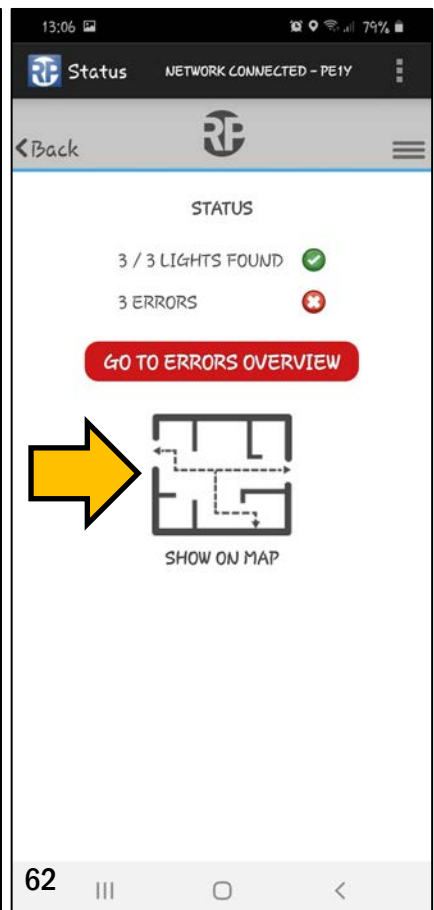 13:06 79%
Status NETWORK CONNECTED - PE1Y
<Back
STATUS
3 / 3 LIGHTS FOUND
3 ERRORS
GO TO ERRORS OVERVIEW
SHOW ON MAP
62